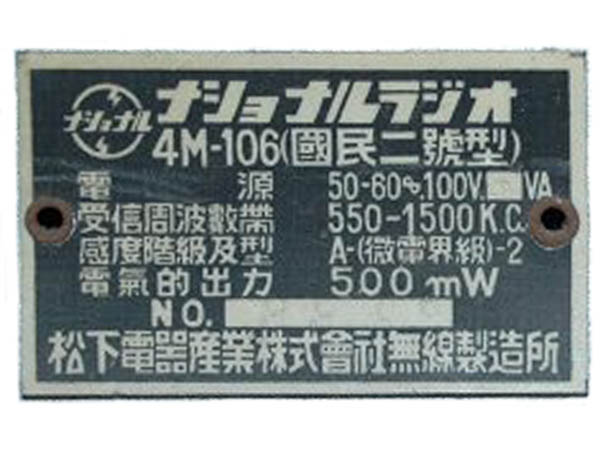 ナショナル
ナショナルラジオ
4M-106(國民二號型)
電源 50-60∿.100V. VA
受信周波數帶 550-1500K.C.
感度階級及型 A-(微電界級)-2
電氣的出力 500mW
NO.
松下電器産業株式會社無線製造所